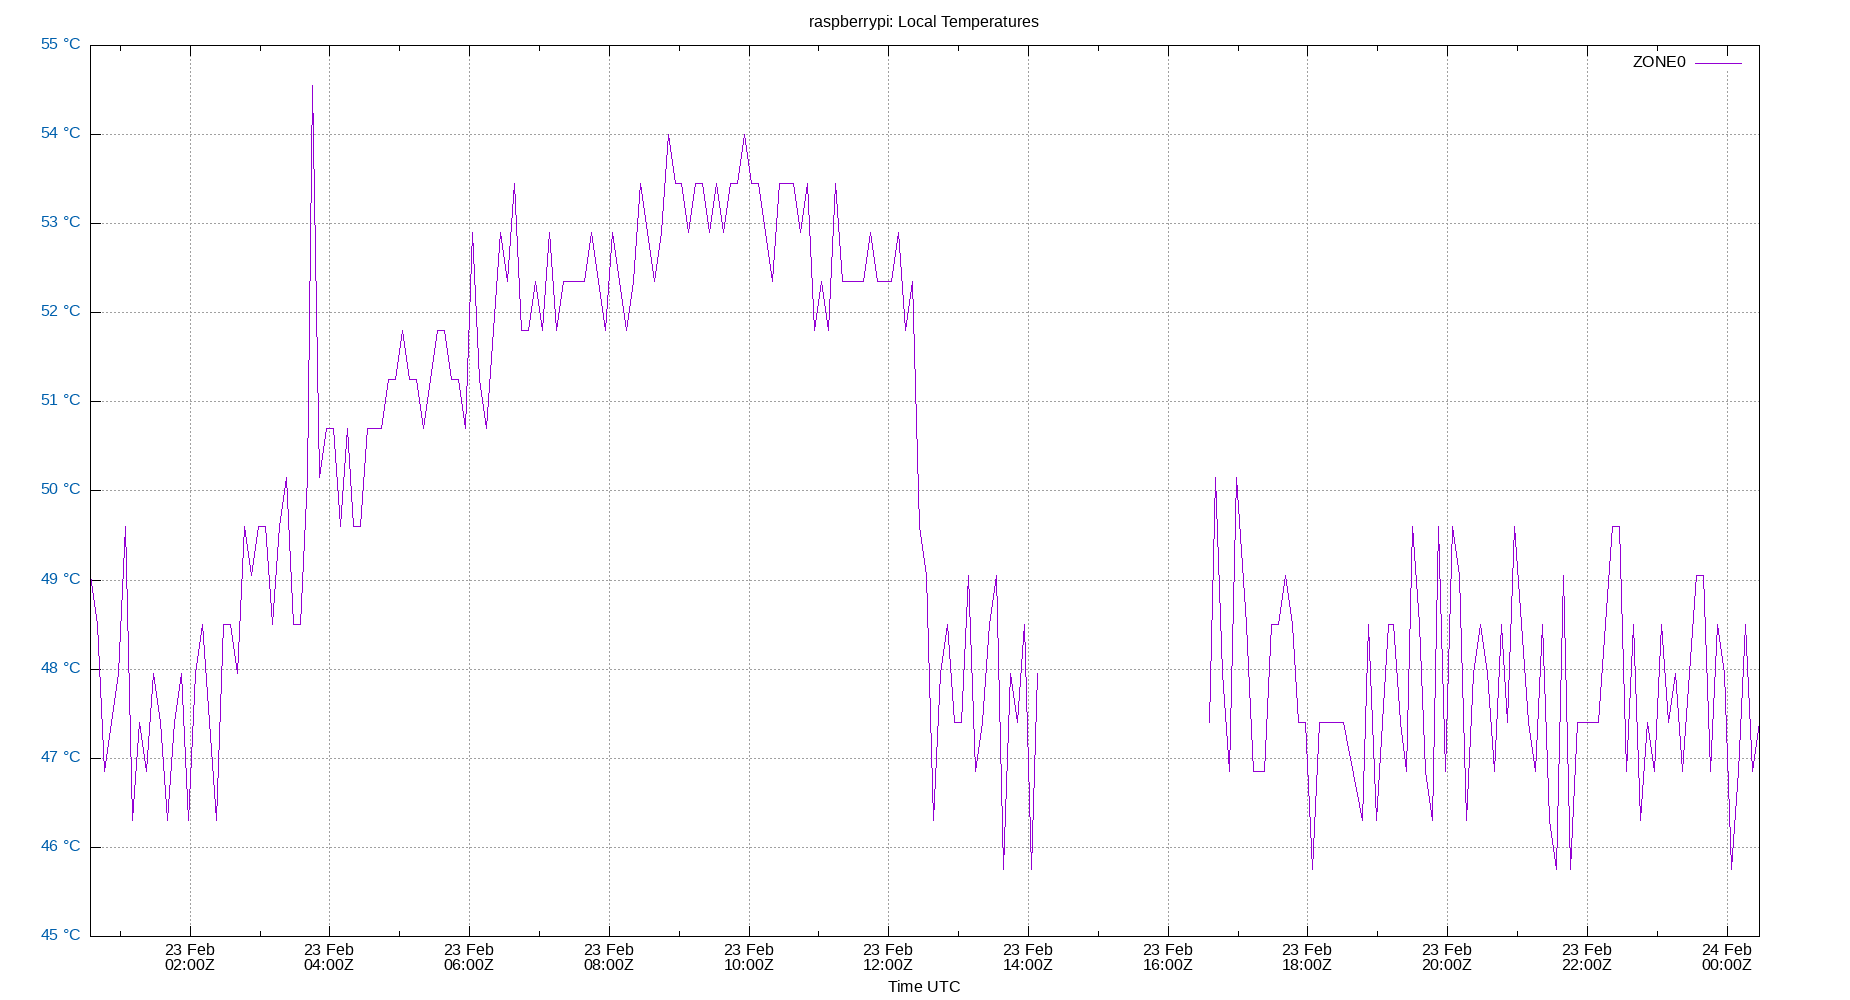 raspberrypi: Local Temperatures
ZONE0
55 °C
54 °C
53 °C
52 °C
51 °C
50 °C
49 °C
48 °C
47 °C
46 °C
45 °C
23 Feb 23 Feb 23 Feb 23 Feb 23 Feb 23 Feb 23 Feb 23 Feb 23 Feb 23 Feb 23 Feb 24 Feb
02:00Z 04:00Z 06:00Z 08:00Z 10:00Z 12:00Z 14:00Z 16:00Z 18:00Z 20:00Z 22:00Z 00:00Z
Time UTC